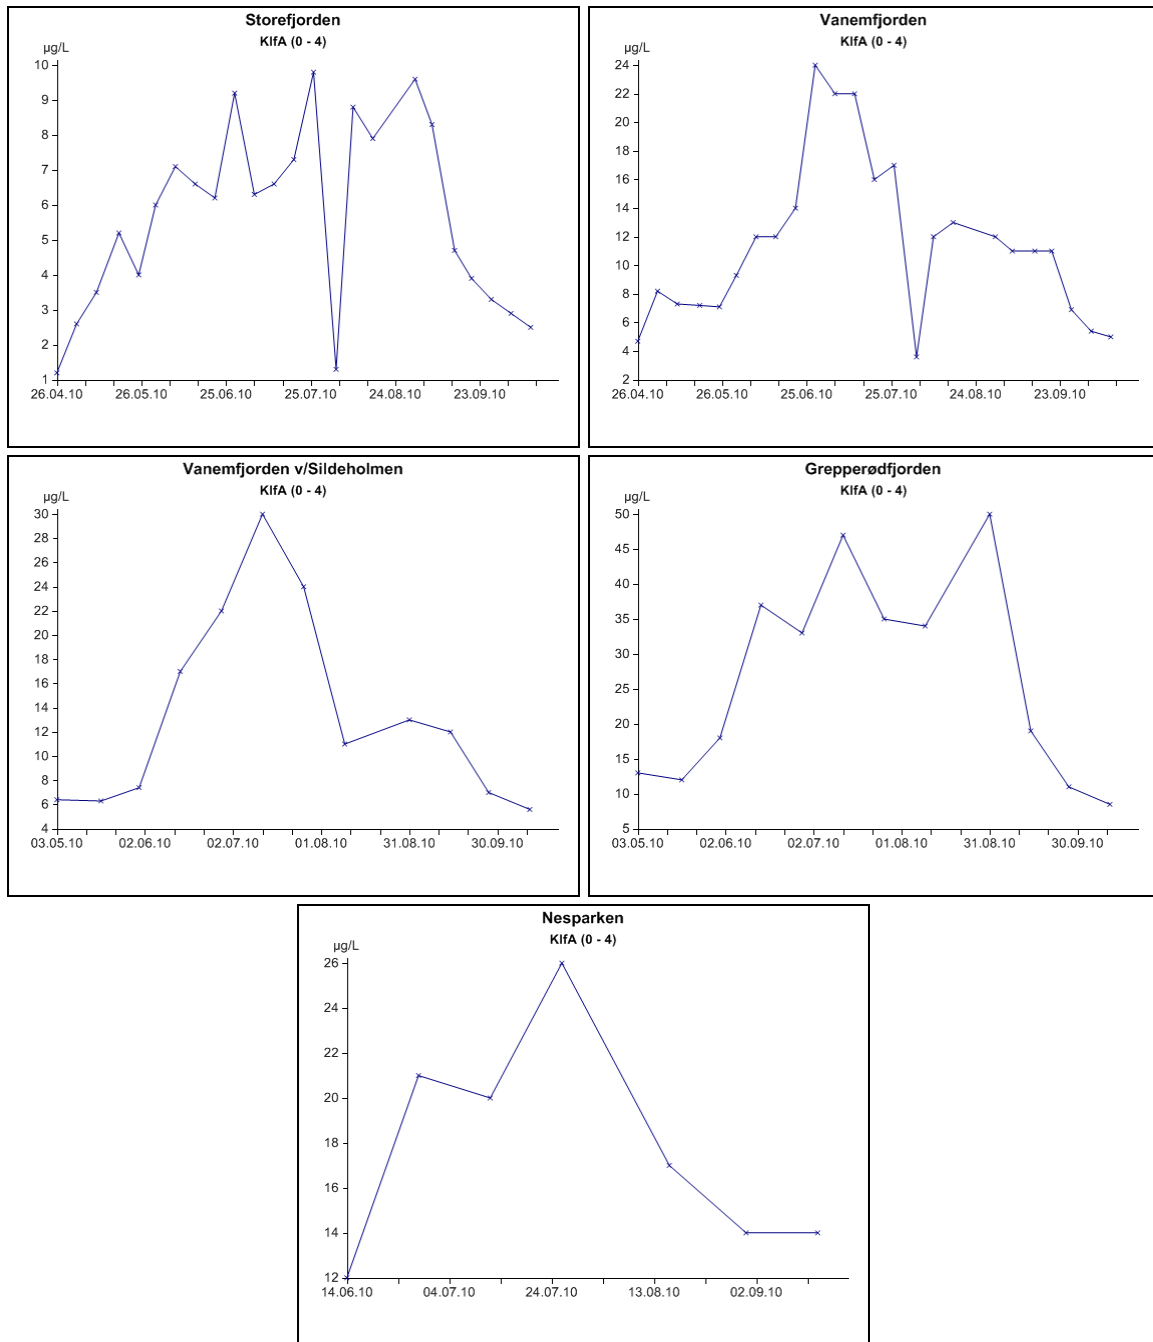 Storefjorden
KlfA (0 - 4)
µg/L
10
9
8
7
6
5
4
3
2
1
26.04.10 26.05.10 25.06.10 25.07.10 24.08.10 23.09.10
Vanemfjorden
KlfA (0 - 4)
µg/L
24
22
20
18
16
14
12
10
8
6
4
2
26.04.10 26.05.10 25.06.10 25.07.10 24.08.10 23.09.10
Vanemfjorden v/Sildeholmen
KlfA (0 - 4)
µg/L
30
28
26
24
22
20
18
16
14
12
10
8
6
4
03.05.10 02.06.10 02.07.10 01.08.10 31.08.10 30.09.10
Grepperødfjorden
KlfA (0 - 4)
µg/L
50
45
40
35
30
25
20
15
10
5
03.05.10 02.06.10 02.07.10 01.08.10 31.08.10 30.09.10
Nesparken
KlfA (0 - 4)
µg/L
26
24
22
20
18
16
14
12
14.06.10 04.07.10 24.07.10 13.08.10 02.09.10